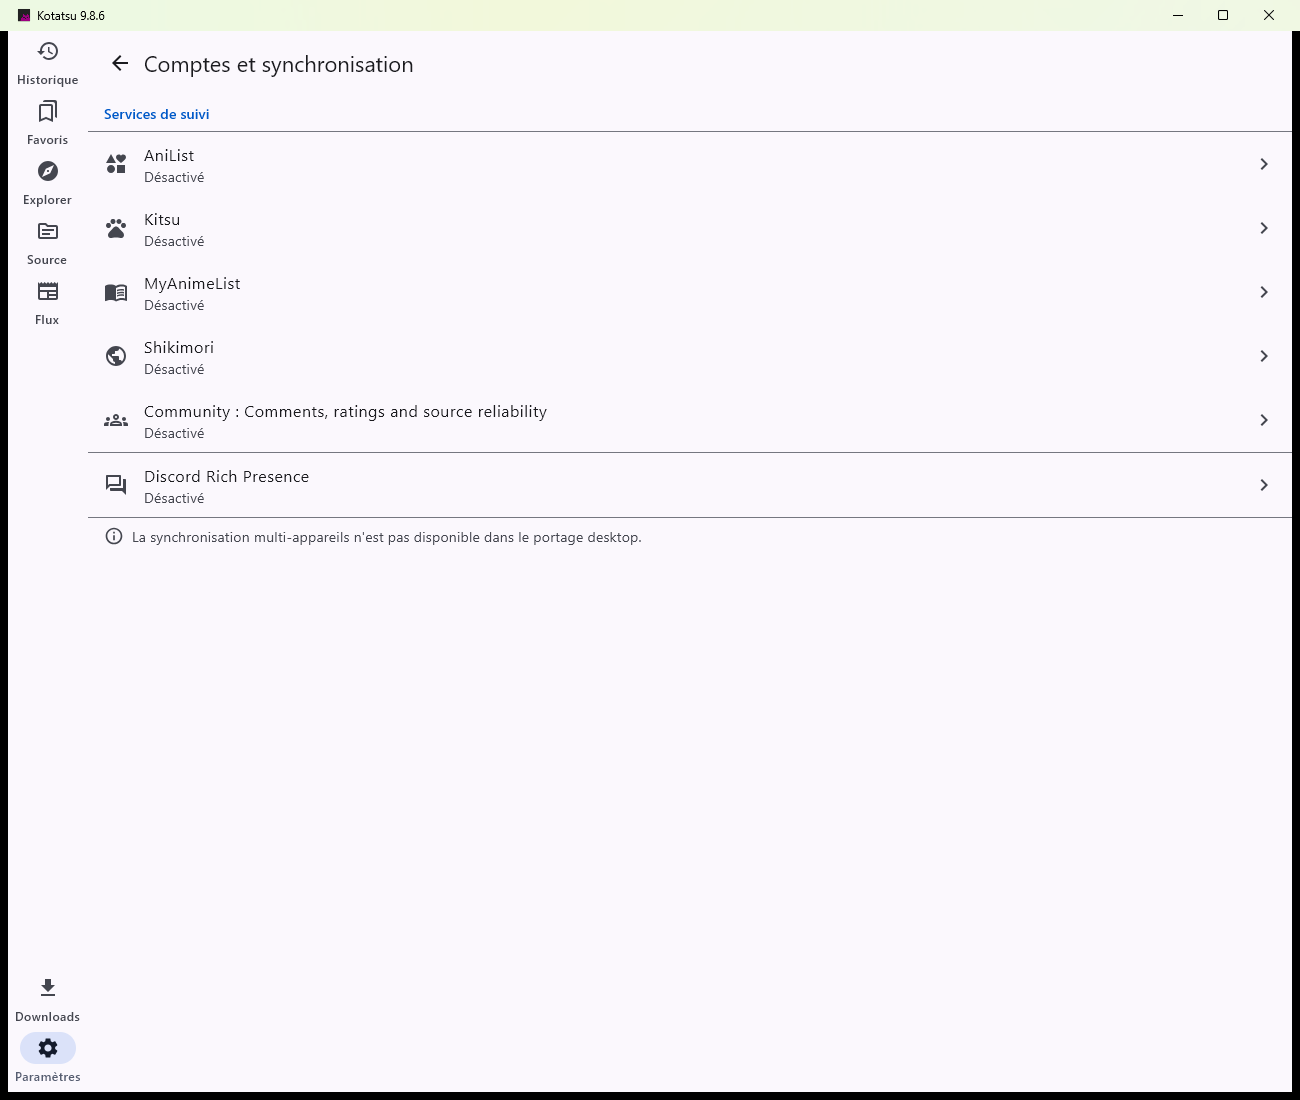 Kotatsu 9.8.6
Historique
Favoris
Explorer
Source
Flux
Comptes et synchronisation
Services de suivi
AniList
Désactivé
Kitsu
Désactivé
MyAnimeList
Désactivé
Shikimori
Désactivé
Community : Comments, ratings and source reliability
Désactivé
Discord Rich Presence
Désactivé
La synchronisation multi-appareils n'est pas disponible dans le portage desktop.
Downloads
Paramètres